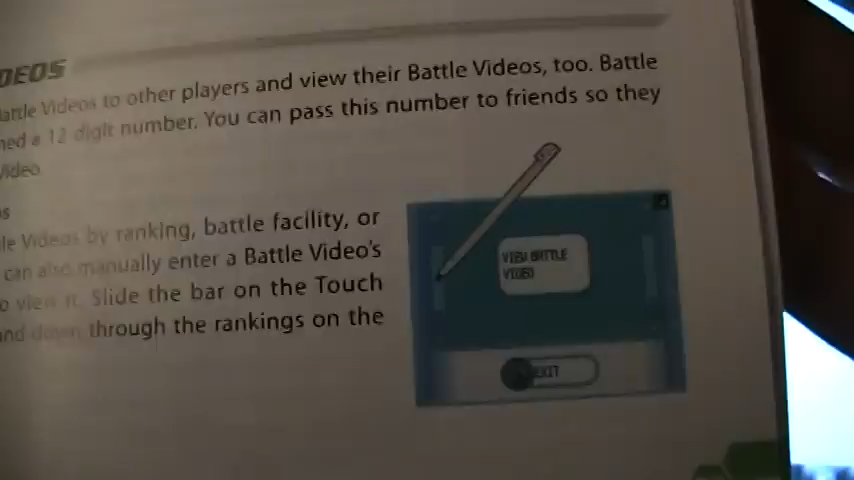 DEOS
attle Videos to other players and view their Battle Videos, too. Battle
ned a 12 digit number. You can pass this number to friends so they
Video
s
le Videos by ranking, battle facility, or
can also manually enter a Battle Video's
o view it. Slide the bar on the Touch
and down through the rankings on the
VIEW BATTLE
VIDEO
EXIT